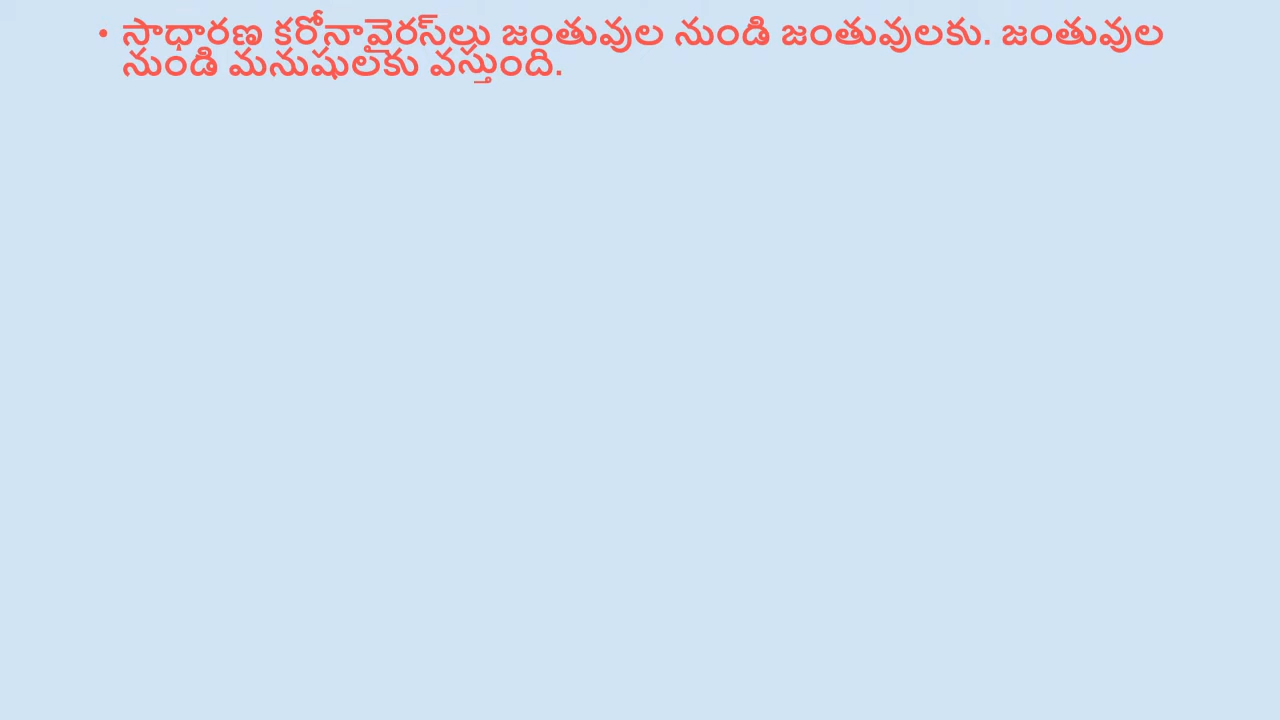 • సాధారణ కరోనావైరస్‌లు జంతువుల నుండి జంతువులకు. జంతువుల
నుండి మనుషులకు వస్తుంది.